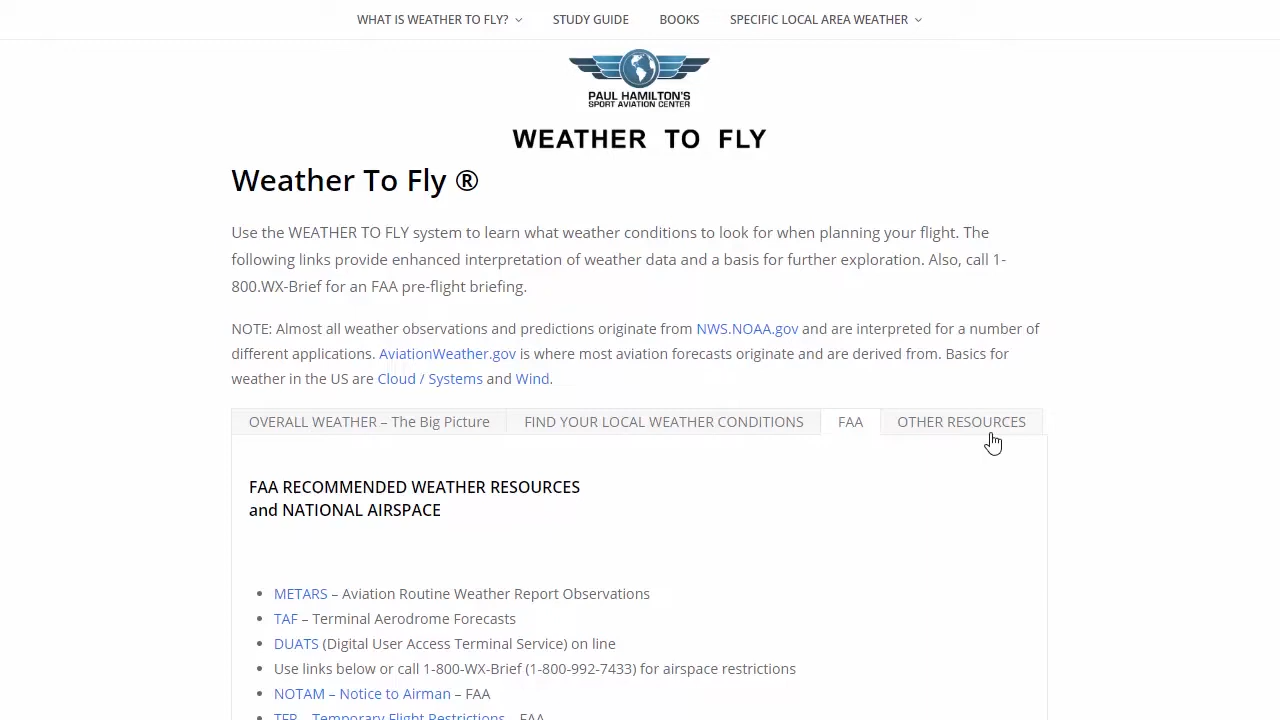 WHAT IS WEATHER TO FLY? STUDY GUIDE BOOKS SPECIFIC LOCAL AREA WEATHER
PAUL HAMILTON'S
SPORT AVIATION CENTER
WEATHER TO FLY
Weather To Fly ®
Use the WEATHER TO FLY system to learn what weather conditions to look for when planning your flight. The
following links provide enhanced interpretation of weather data and a basis for further exploration. Also, call 1-
800.WX-Brief for an FAA pre-flight briefing.
NOTE: Almost all weather observations and predictions originate from NWS.NOAA.gov and are interpreted for a number of
different applications. AviationWeather.gov is where most aviation forecasts originate and are derived from. Basics for
weather in the US are Cloud / Systems and Wind.
OVERALL WEATHER – The Big Picture FIND YOUR LOCAL WEATHER CONDITIONS FAA OTHER RESOURCES
FAA RECOMMENDED WEATHER RESOURCES
and NATIONAL AIRSPACE
• METARS – Aviation Routine Weather Report Observations
• TAF – Terminal Aerodrome Forecasts
• DUATS (Digital User Access Terminal Service) on line
• Use links below or call 1-800-WX-Brief (1-800-992-7433) for airspace restrictions
• NOTAM – Notice to Airman – FAA
• TFR – Temporary Flight Restrictions – FAA